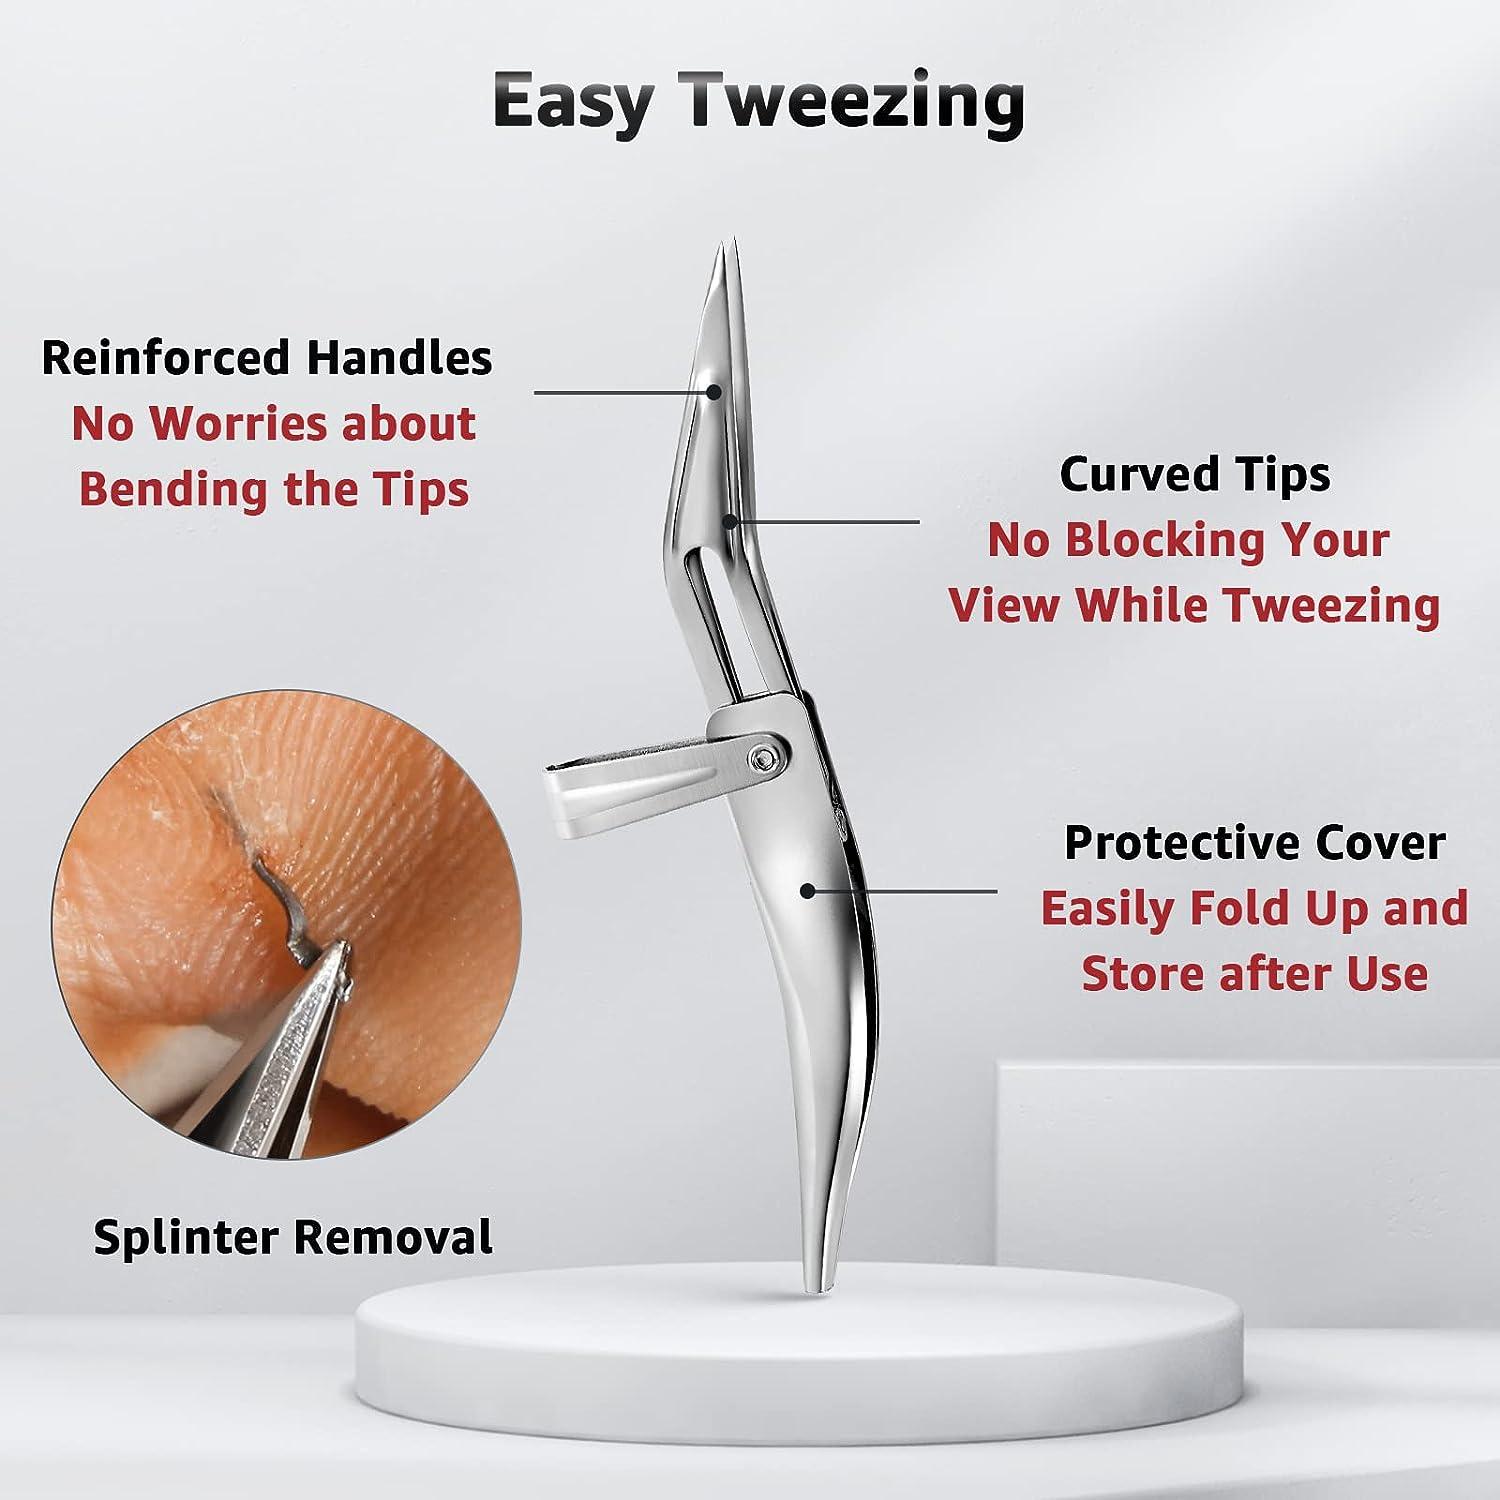 Easy Tweezing
Reinforced Handles
No Worries about
Bending the Tips
Curved Tips
No Blocking Your
View While Tweezing
Protective Cover
Easily Fold Up and
Store after Use
Splinter Removal